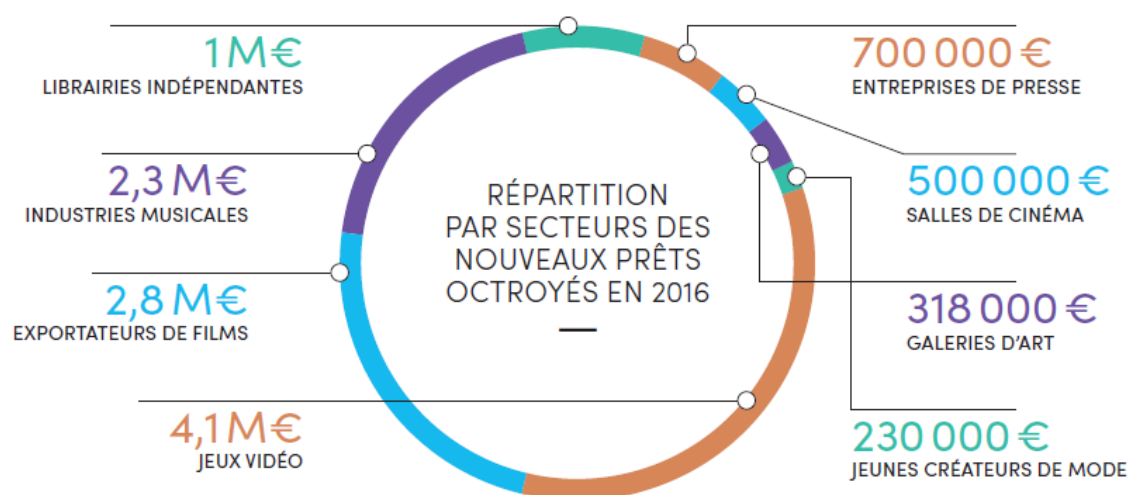 1 M€
LIBRAIRIES INDÉPENDANTES
2,3 M€
INDUSTRIES MUSICALES
2,8 M€
EXPORTATEURS DE FILMS
4,1 M€
JEUX VIDÉO
RÉPARTITION
PAR SECTEURS DES
NOUVEAUX PRÊTS
OCTROYÉS EN 2016
700 000 €
ENTREPRISES DE PRESSE
500 000 €
SALLES DE CINÉMA
318 000 €
GALERIES D'ART
230 000 €
JEUNES CRÉATEURS DE MODE